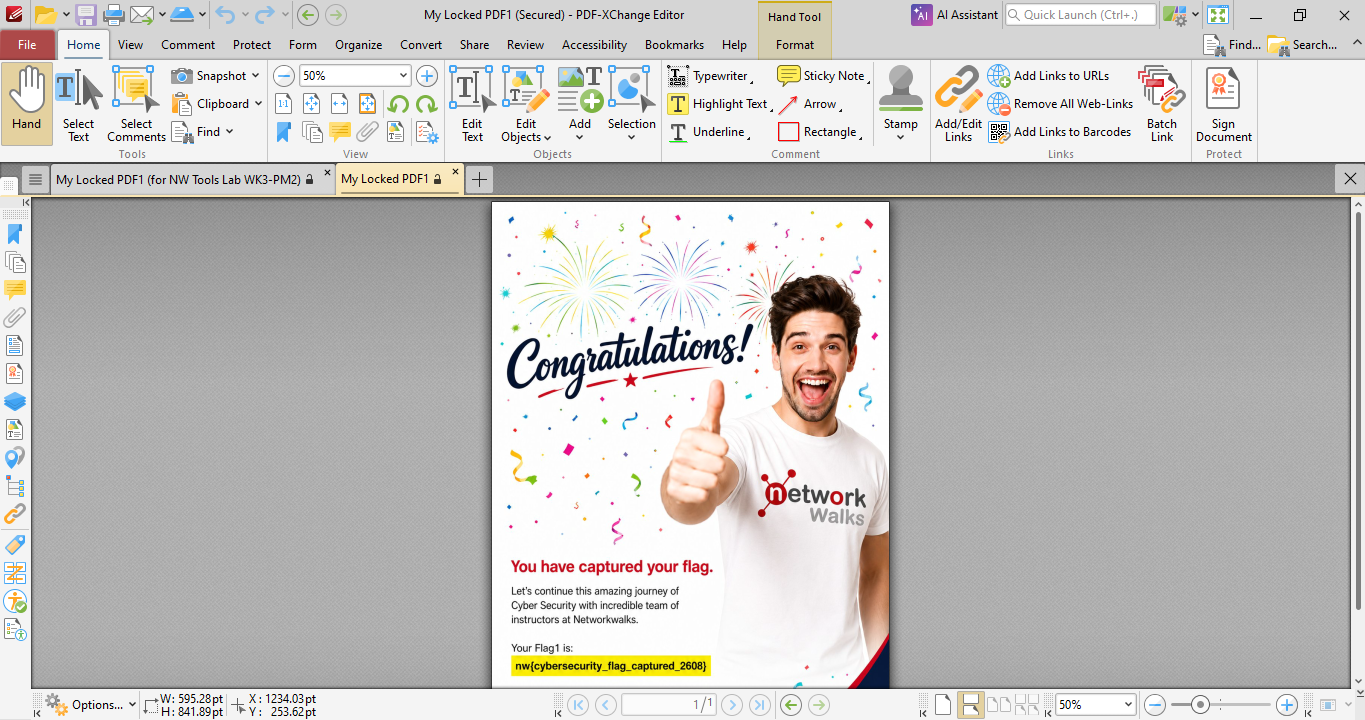 My Locked PDF1 (Secured) - PDF-XChange Editor
Hand Tool
AI Assistant
Quick Launch (Ctrl+.)
File
Home
View
Comment
Protect
Form
Organize
Convert
Share
Review
Accessibility
Bookmarks
Help
Format
Find...
Search...
Hand
Select
Text
Select
Comments
Snapshot
Clipboard
Find
Tools
50%
1:1
View
Edit
Text
Edit
Objects
Add
Selection
Objects
Typewriter
Highlight Text
Underline
Sticky Note
Arrow
Rectangle
Stamp
Comment
Add/Edit
Links
Add Links to URLs
Remove All Web-Links
Add Links to Barcodes
Batch
Link
Links
Sign
Document
Protect
My Locked PDF1 (for NW Tools Lab WK3-PM2)
My Locked PDF1
Congratulations!
network
Walks
You have captured your flag.
Let's continue this amazing journey of
Cyber Security with incredible team of
instructors at Networkwalks.
Your Flag1 is:
nw{cybersecurity_flag_captured_2608}
Options...
W: 595.28pt
H: 841.89pt
X : 1234.03pt
Y : 253.62pt
1/1
50%